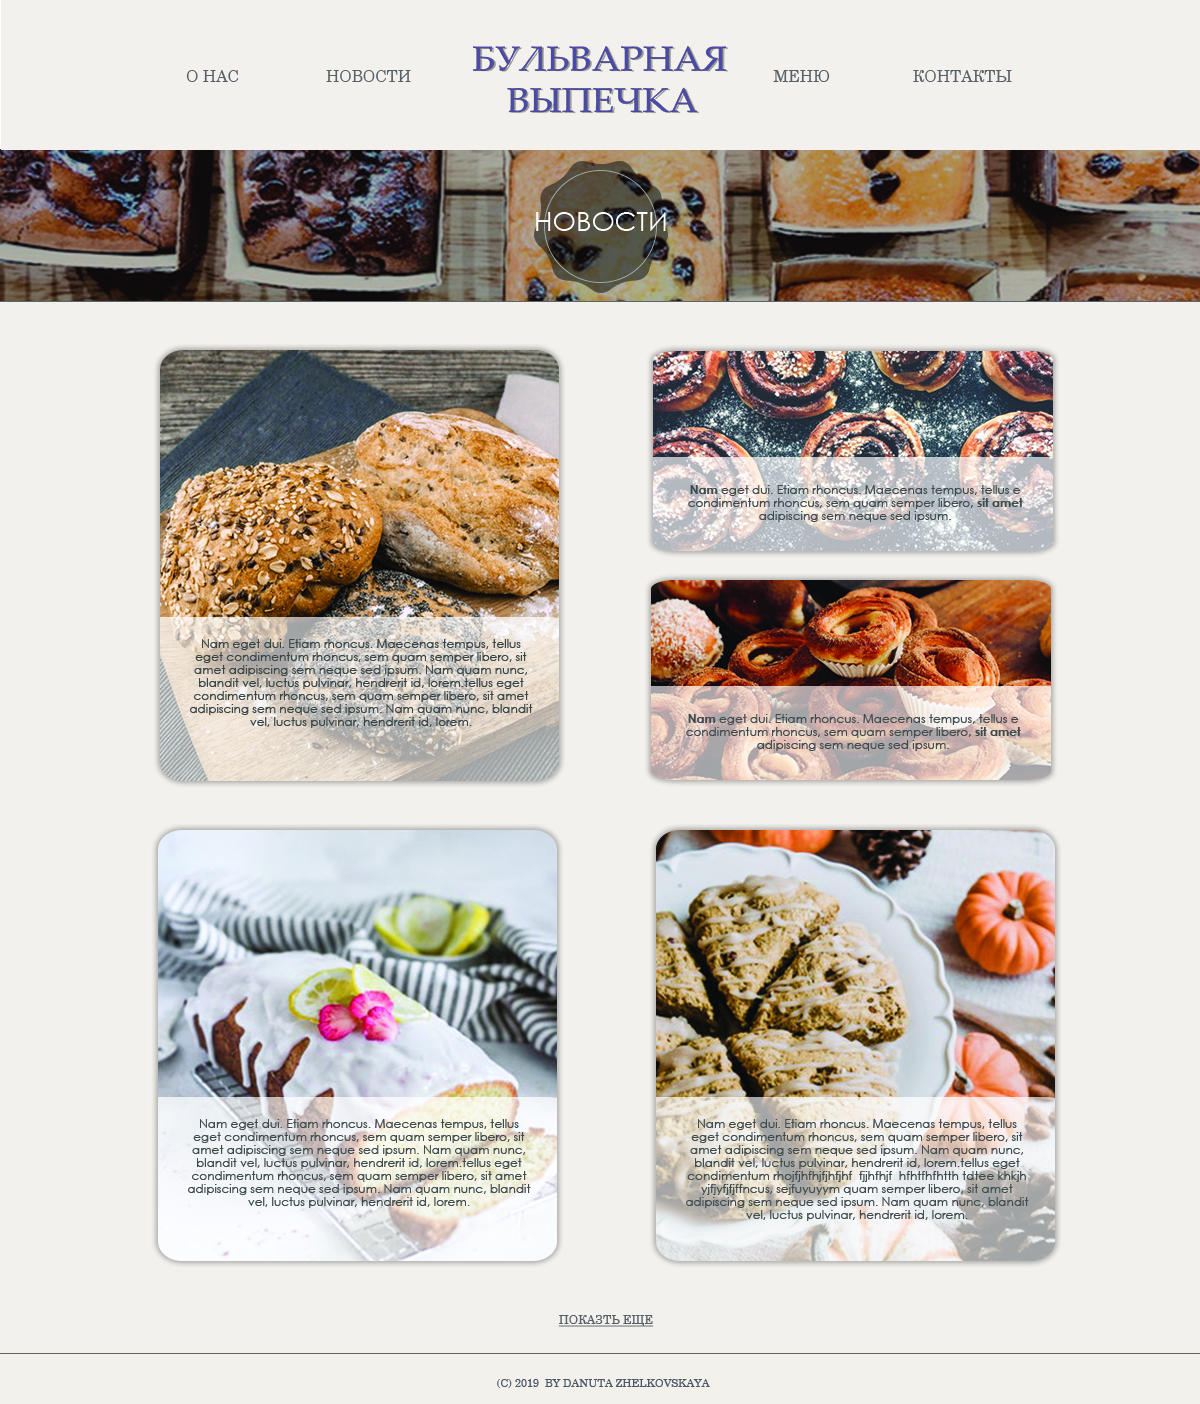 О НАС
НОВОСТИ
БУЛЬВАРНАЯ
ВЫПЕЧКА
МЕНЮ
КОНТАКТЫ
НОВОСТИ
Nam eget dui. Etiam rhoncus. Maecenas tempus, tellus
eget condimentum rhoncus, sem quam semper libero, sit
amet adipiscing sem neque sed ipsum. Nam quam nunc,
blandit vel, luctus pulvinar, hendrerit id, lorem.tellus eget
condimentum rhoncus, sem quam semper libero, sit amet
adipiscing sem neque sed ipsum. Nam quam nunc, blandit
vel, luctus pulvinar, hendrerit id, lorem.
Nam eget dui. Etiam rhoncus. Maecenas tempus, tellus e
condimentum rhoncus, sem quam semper libero, sit amet
adipiscing sem neque sed ipsum.
Nam eget dui. Etiam rhoncus. Maecenas tempus, tellus e
condimentum rhoncus, sem quam semper libero, sit amet
adipiscing sem neque sed ipsum.
Nam eget dui. Etiam rhoncus. Maecenas tempus, tellus
eget condimentum rhoncus, sem quam semper libero, sit
amet adipiscing sem neque sed ipsum. Nam quam nunc,
blandit vel, luctus pulvinar, hendrerit id, lorem.tellus eget
condimentum rhoncus, sem quam semper libero, sit amet
adipiscing sem neque sed ipsum. Nam quam nunc, blandit
vel, luctus pulvinar, hendrerit id, lorem.
Nam eget dui. Etiam rhoncus. Maecenas tempus, tellus
eget condimentum rhoncus, sem quam semper libero, sit
amet adipiscing sem neque sed ipsum. Nam quam nunc,
blandit vel, luctus pulvinar, hendrerit id, lorem.tellus eget
condimentum fjjhfhjf hfhtfhfhtth tdtee khkjh
quam semper libero, sit amet
adipiscing sem neque sed ipsum. Nam quam nunc, blandit
vel, luctus pulvinar, hendrerit id, lorem.
ПОКАЗТЬ ЕЩЕ
(C) 2019 BY DANUTA ZHELKOVSKAYA